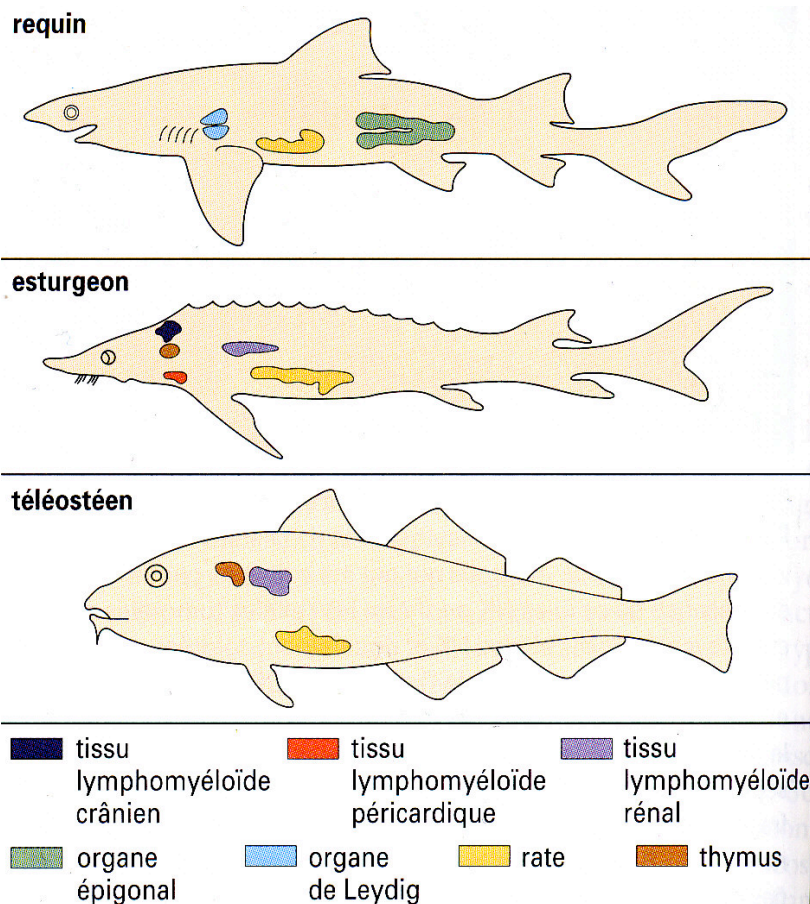 requin
esturgeon
téléostéen
tissu lymphomyéloïde crânien
tissu lymphomyéloïde péricardique
tissu lymphomyéloïde rénal
organe épigonal
organe de Leydig
rate
thymus